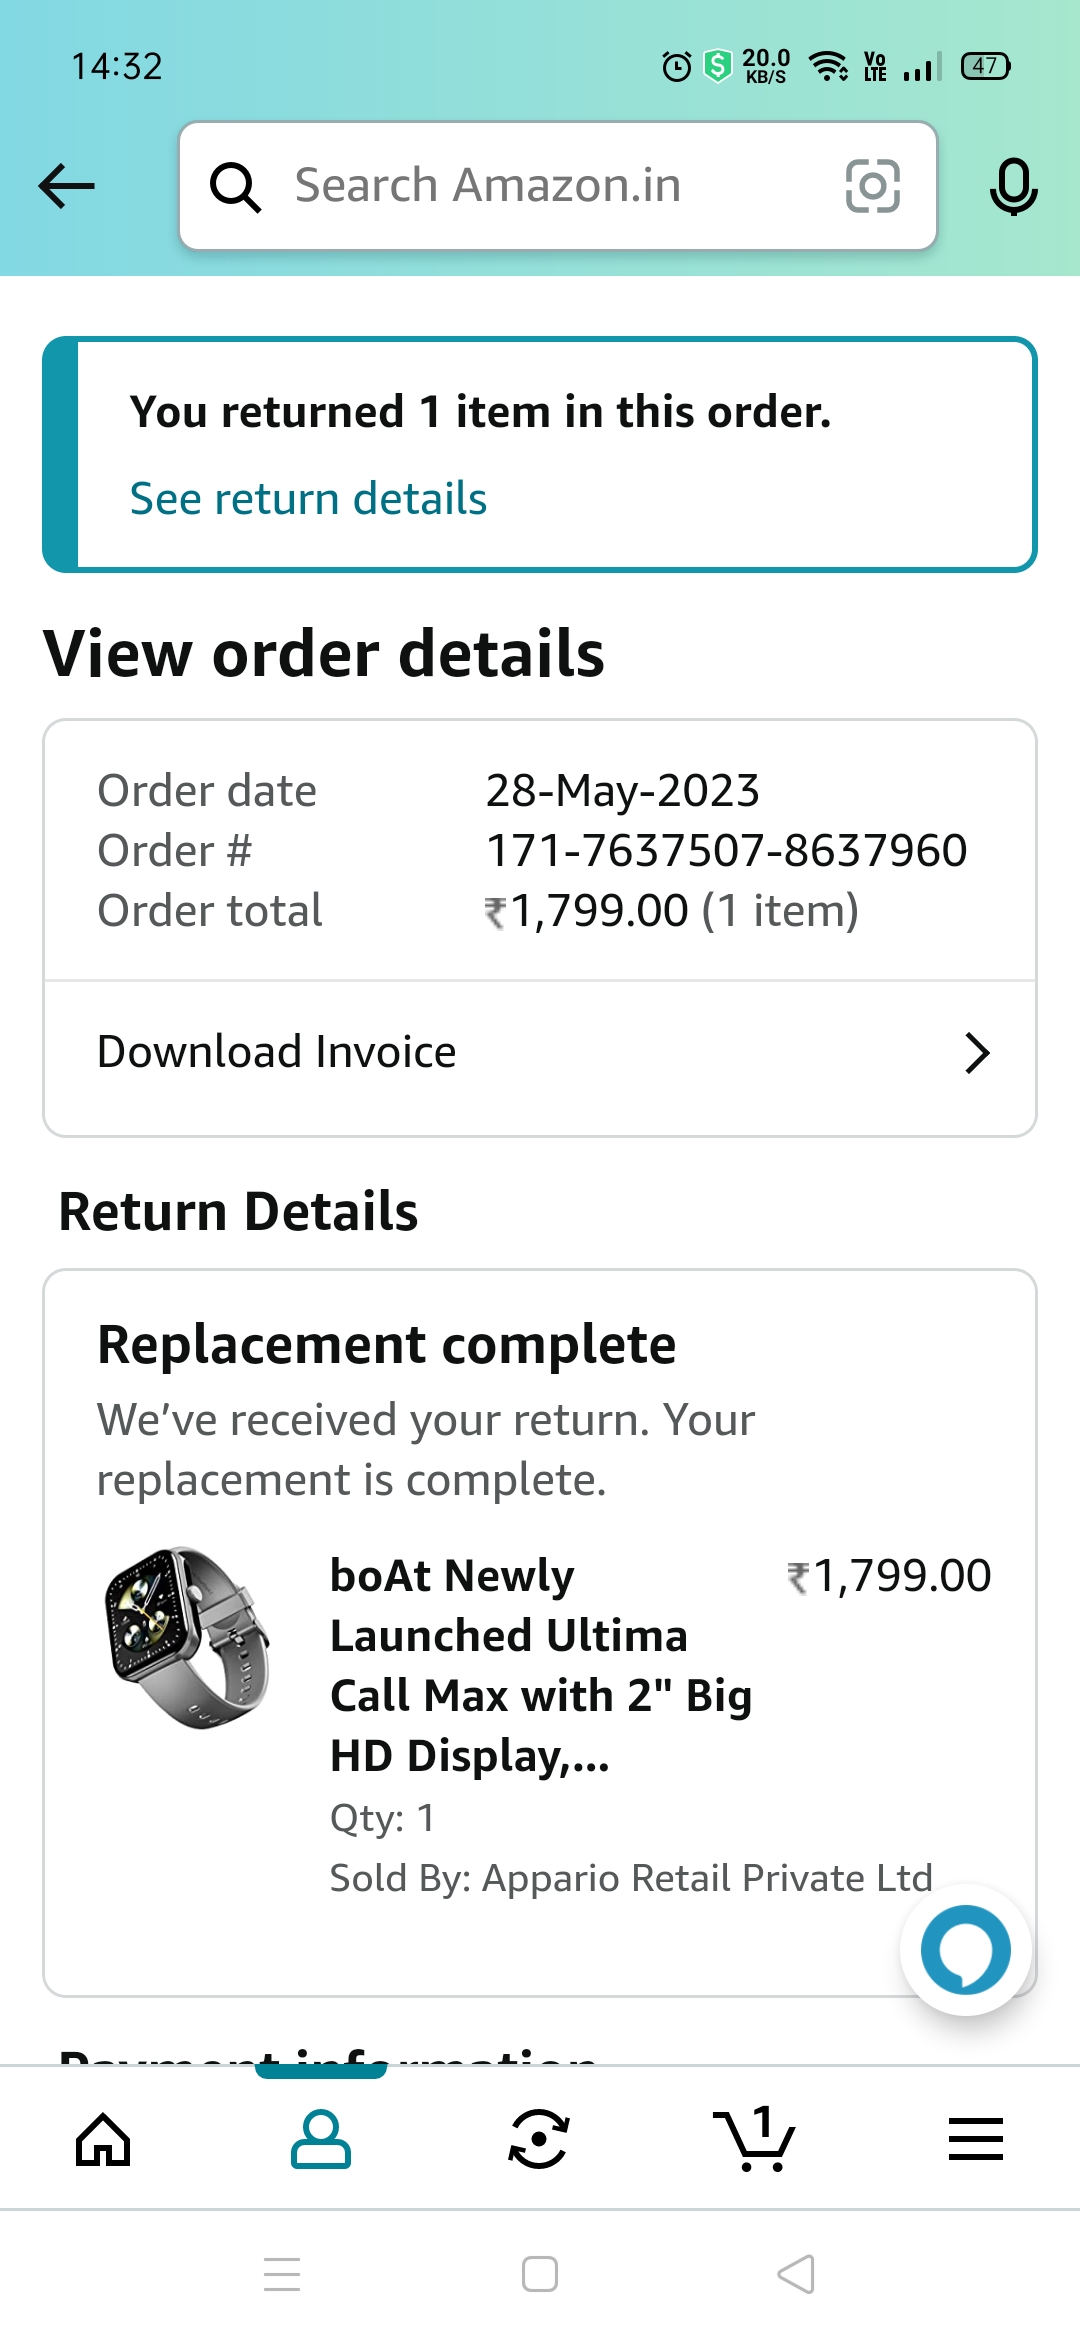 14:32
20.0
KB/S
Vo
LTE
47
Search Amazon.in
You returned 1 item in this order.
See return details
View order details
Order date 28-May-2023
Order # 171-7637507-8637960
Order total ₹1,799.00 (1 item)
Download Invoice
Return Details
Replacement complete
We've received your return. Your
replacement is complete.
boAt Newly ₹1,799.00
Launched Ultima
Call Max with 2" Big
HD Display,...
Qty: 1
Sold By: Appario Retail Private Ltd
Payment information
1